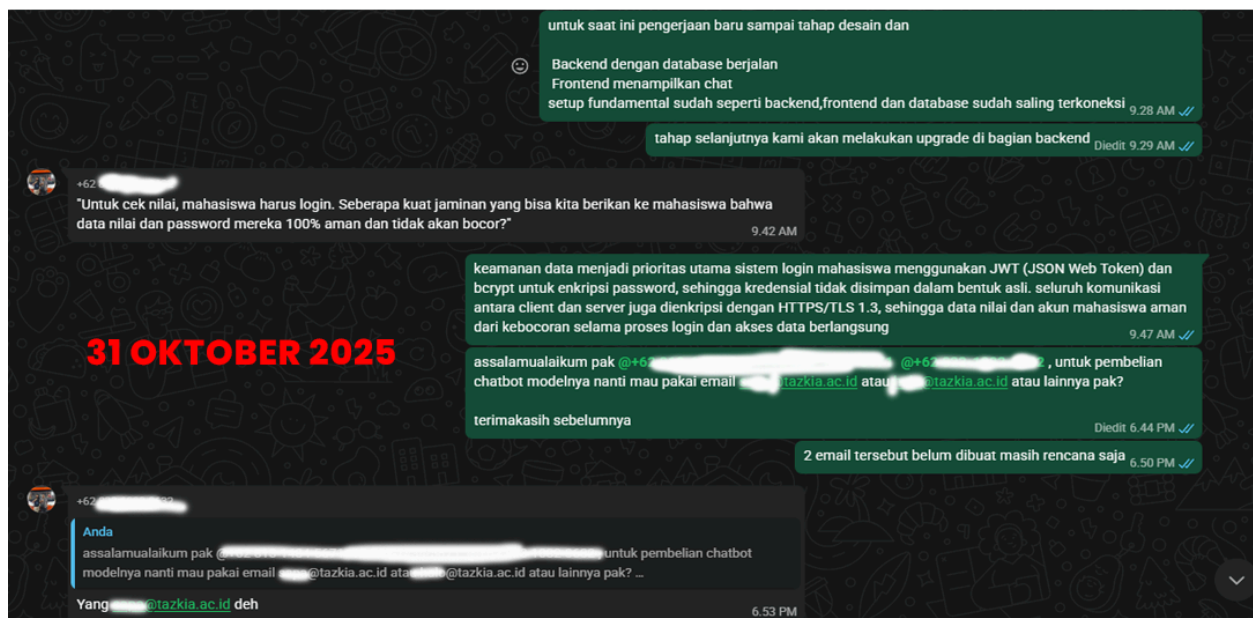 untuk saat ini pengerjaan baru sampai tahap desain dan
Backend dengan database berjalan
Frontend menampilkan chat
setup fundamental sudah seperti backend,frontend dan database sudah saling terkoneksi
9.28 AM
tahap selanjutnya kami akan melakukan upgrade di bagian backend
Diedit 9.29 AM
+62
"Untuk cek nilai, mahasiswa harus login. Seberapa kuat jaminan yang bisa kita berikan ke mahasiswa bahwa
data nilai dan password mereka 100% aman dan tidak akan bocor?"
9.42 AM
keamanan data menjadi prioritas utama sistem login mahasiswa menggunakan JWT (JSON Web Token) dan
bcrypt untuk enkripsi password, sehingga kredensial tidak disimpan dalam bentuk asli. seluruh komunikasi
antara client dan server juga dienkripsi dengan HTTPS/TLS 1.3, sehingga data nilai dan akun mahasiswa aman
dari kebocoran selama proses login dan akses data berlangsung
9.47 AM
31 OKTOBER 2025
assalamualaikum pak @+62 @+62 , untuk pembelian
chatbot modelnya nanti mau pakai email @tazkia.ac.id atau @tazkia.ac.id atau lainnya pak?
terimakasih sebelumnya
Diedit 6.44 PM
2 email tersebut belum dibuat masih rencana saja
6.50 PM
+62
Anda
assalamualaikum pak untuk pembelian chatbot
modelnya nanti mau pakai email @tazkia.ac.id atau @tazkia.ac.id atau lainnya pak? ...
Yang @tazkia.ac.id deh
6.53 PM